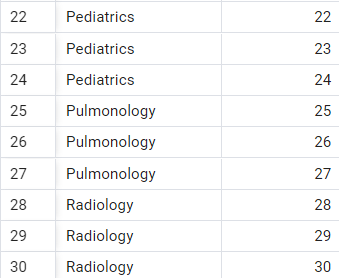 22 Pediatrics 22
23 Pediatrics 23
24 Pediatrics 24
25 Pulmonology 25
26 Pulmonology 26
27 Pulmonology 27
28 Radiology 28
29 Radiology 29
30 Radiology 30